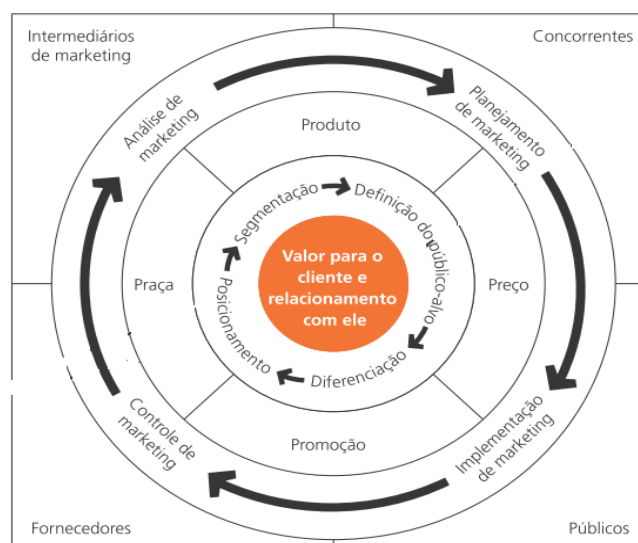 Intermediários
de marketing
Concorrentes
Análise de
marketing
Planejamento
de marketing
Produto
Segmentação
Definição do público-alvo
Valor para o
cliente e
relacionamento
com ele
Praça
Preço
Posicionamento
Diferenciação
Controle de
marketing
Implementação
de marketing
Promoção
Fornecedores
Públicos